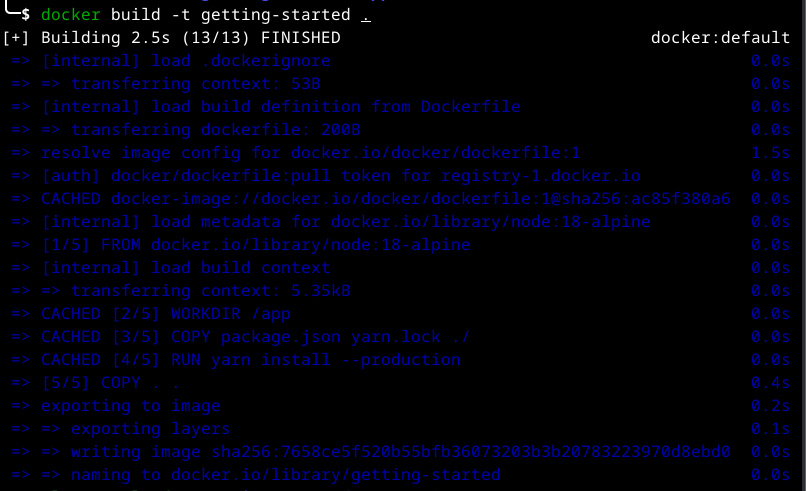 └─$ docker build -t getting-started .
[+] Building 2.5s (13/13) FINISHED docker:default
=> [internal] load .dockerignore 0.0s
=> => transferring context: 53B 0.0s
=> [internal] load build definition from Dockerfile 0.0s
=> => transferring dockerfile: 200B 0.0s
=> resolve image config for docker.io/docker/dockerfile:1 1.5s
=> [auth] docker/dockerfile:pull token for registry-1.docker.io 0.0s
=> CACHED docker-image://docker.io/docker/dockerfile:1@sha256:ac85f380a6 0.0s
=> [internal] load metadata for docker.io/library/node:18-alpine 0.0s
=> [1/5] FROM docker.io/library/node:18-alpine 0.0s
=> [internal] load build context 0.0s
=> => transferring context: 5.35kB 0.0s
=> CACHED [2/5] WORKDIR /app 0.0s
=> CACHED [3/5] COPY package.json yarn.lock ./ 0.0s
=> CACHED [4/5] RUN yarn install --production 0.0s
=> [5/5] COPY . . 0.4s
=> exporting to image 0.2s
=> => exporting layers 0.1s
=> => writing image sha256:7658ce5f520b55bfb36073203b3b20783223970d8ebd0 0.0s
=> => naming to docker.io/library/getting-started 0.0s